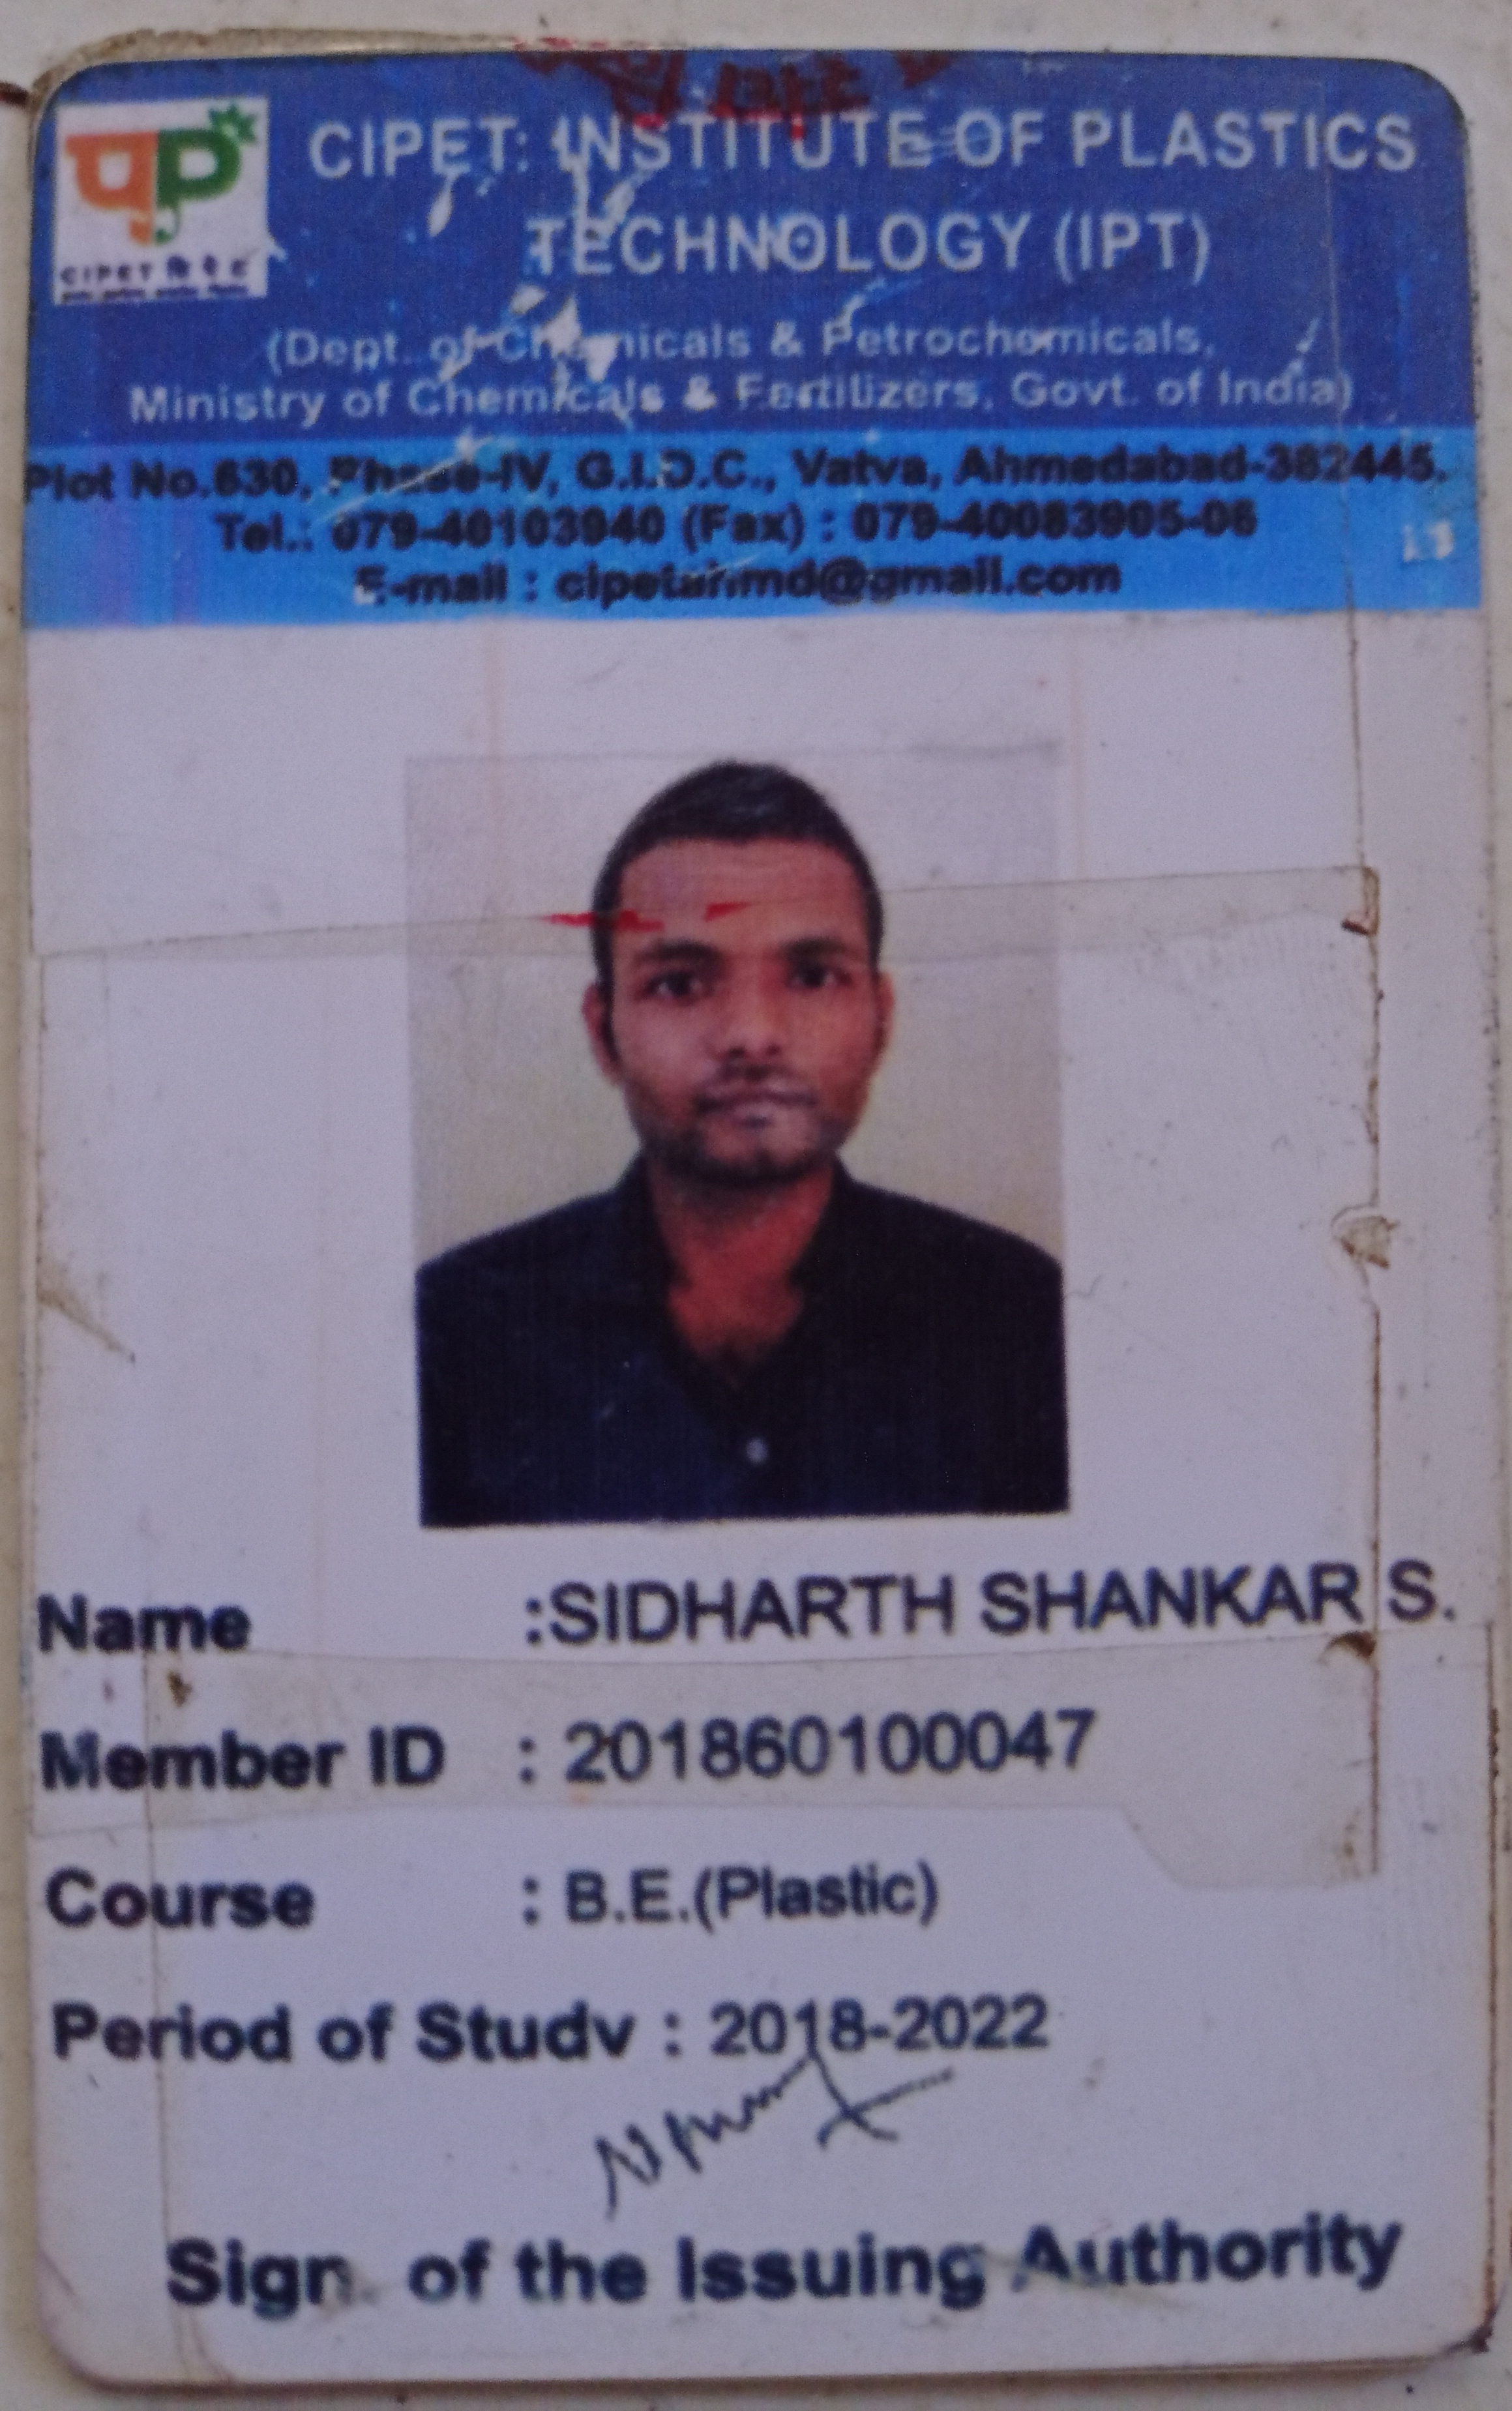 CIPET: INSTITUTE OF PLASTICS
TECHNOLOGY (IPT)
CIPET सिपेट
(Dept. of Chemicals & Petrochemicals,
Ministry of Chemicals & Fertilizers, Govt. of India)
Plot No.630, Phase-IV, G.I.D.C., Vatva, Ahmedabad-382445.
Tel.: 079-40103940 (Fax) : 079-40083905-06
E-mail : cipetahmd@gmail.com
Name :SIDHARTH SHANKAR S.
Member ID : 201860100047
Course : B.E.(Plastic)
Period of Study : 2018-2022
Sign. of the Issuing Authority